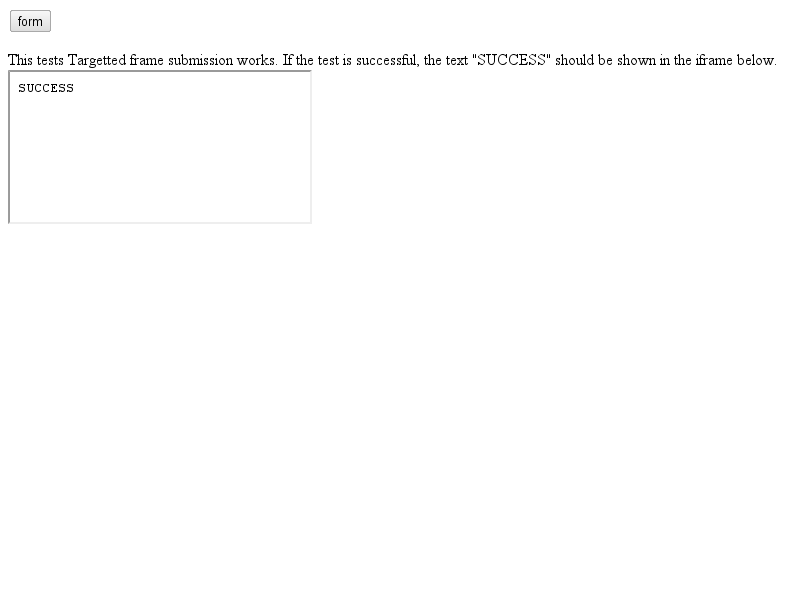 form
This tests Targetted frame submission works. If the test is successful, the text "SUCCESS" should be shown in the iframe below.
SUCCESS